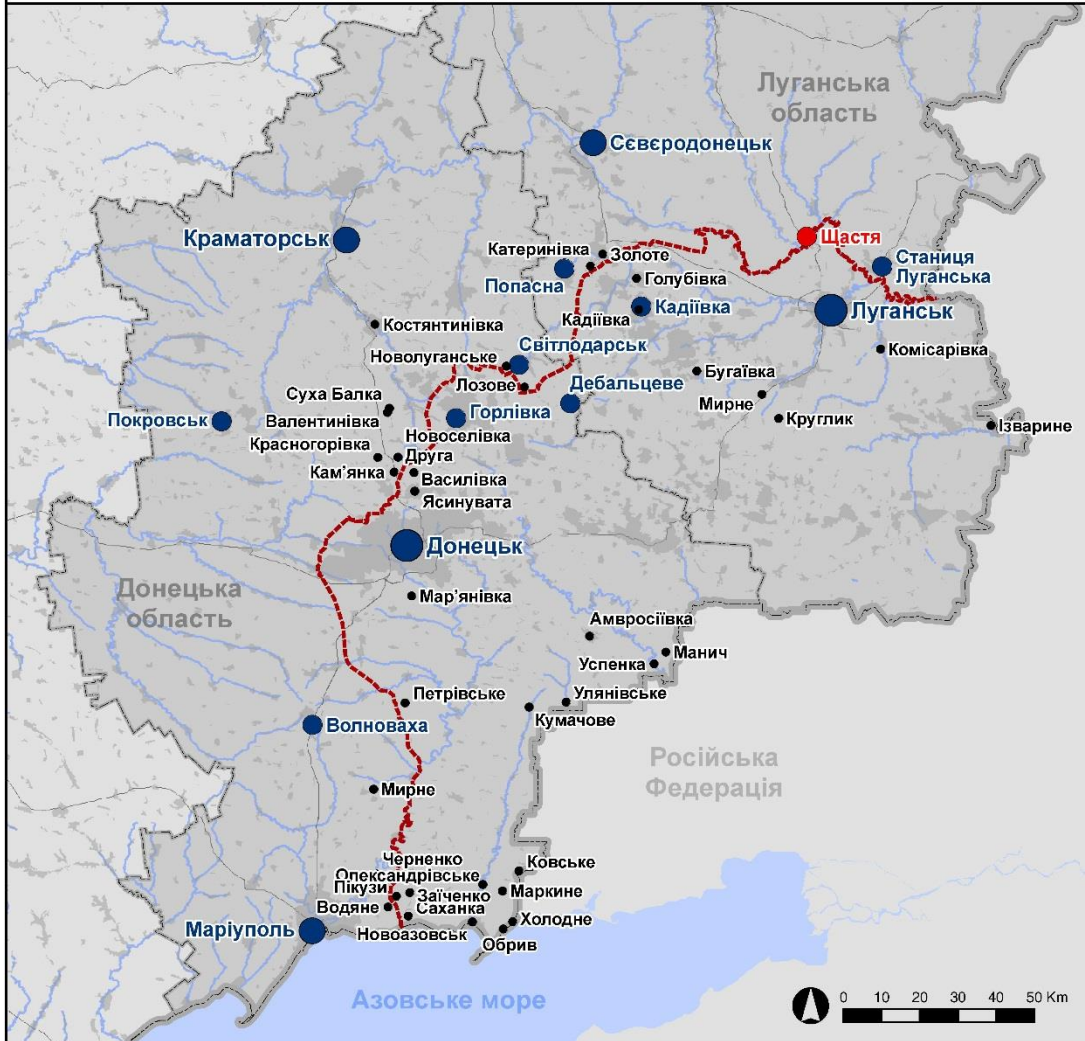 Луганська
область
Сєвєродонецьк
Краматорськ
Щастя
Катеринівка
Золоте
Станиця
Луганська
Попасна
Голубівка
Кадіївка
Кадіївка
Луганськ
Костянтинівка
Світлодарськ
Новолуганське
Комісарівка
Лозове
Дебальцеве
Бугаївка
Суха Балка
Мирне
Покровськ
Валентинівка
Горлівка
Круглик
Ізварине
Новоселівка
Друга
Красногорівка
Кам’янка
Василівка
Ясинувата
Донецьк
Донецька
область
Мар’янівка
Амвросіївка
Манич
Успенка
Петрівське
Улянівське
Кумачове
Волноваха
Російська
Федерація
Мирне
Черненко
Ковське
Олександрівське
Пікузи
Заїченко
Маркине
Водяне
Саханка
Холодне
Маріуполь
Новоазовськ
Обрив
Азовське море
0 10 20 30 40 50 Km